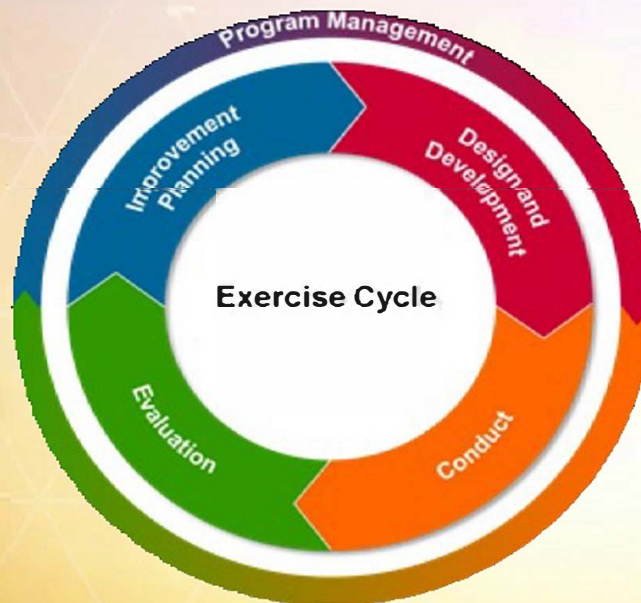 Program Management
Improvement
Planning
Design and
Development
Exercise Cycle
Evaluation
Conduct